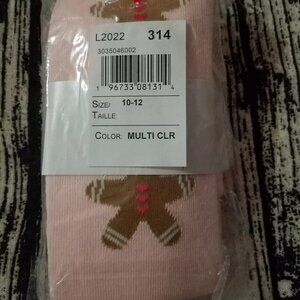 L2022 314
3035046002
1 96733 08131 4
SIZE/ 10-12
TAILLE:
COLOR: MULTI CLR